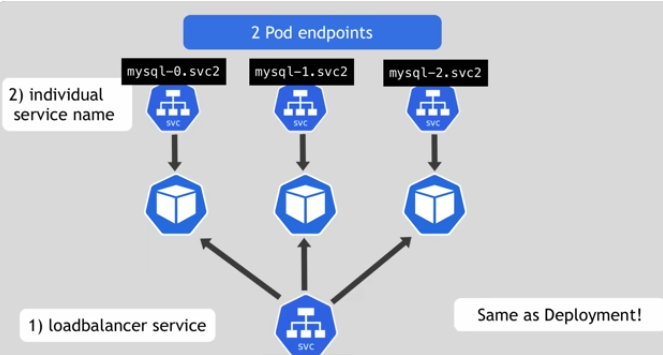 2 Pod endpoints
mysql-0.svc2
mysql-1.svc2
mysql-2.svc2
2) individual
service name
svc
svc
svc
1) loadbalancer service
Same as Deployment!
svc